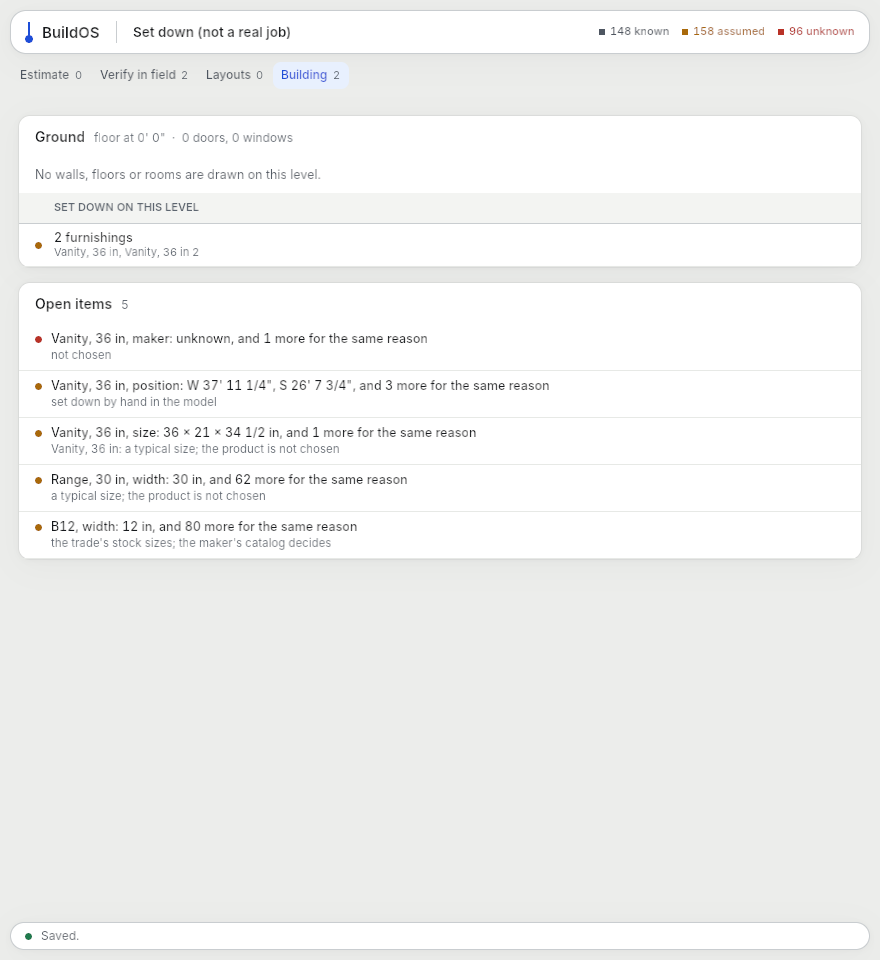 BuildOS
Set down (not a real job)
148 known
158 assumed
96 unknown
Estimate 0
Verify in field 2
Layouts 0
Building 2
Ground floor at 0' 0" · 0 doors, 0 windows
No walls, floors or rooms are drawn on this level.
SET DOWN ON THIS LEVEL
2 furnishings
Vanity, 36 in, Vanity, 36 in 2
Open items 5
Vanity, 36 in, maker: unknown, and 1 more for the same reason
not chosen
Vanity, 36 in, position: W 37' 11 1/4", S 26' 7 3/4", and 3 more for the same reason
set down by hand in the model
Vanity, 36 in, size: 36 × 21 × 34 1/2 in, and 1 more for the same reason
Vanity, 36 in: a typical size; the product is not chosen
Range, 30 in, width: 30 in, and 62 more for the same reason
a typical size; the product is not chosen
B12, width: 12 in, and 80 more for the same reason
the trade's stock sizes; the maker's catalog decides
Saved.